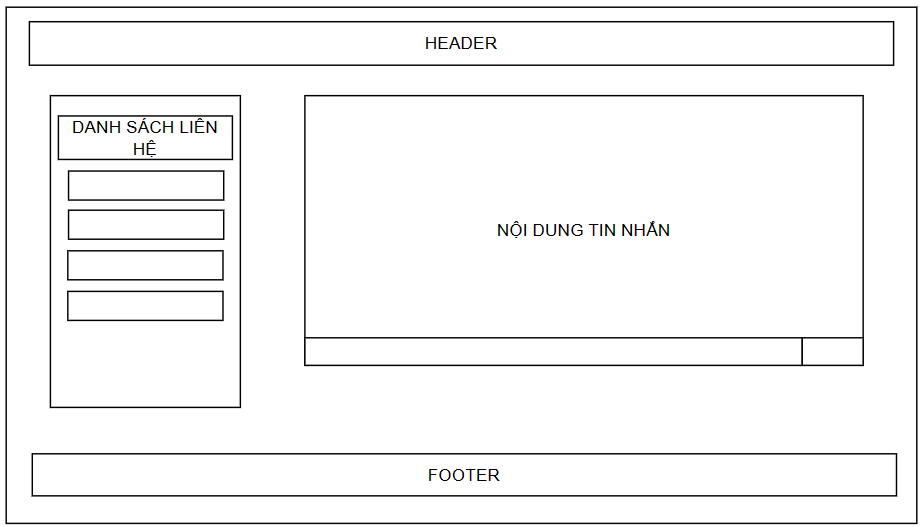 HEADER
DANH SÁCH LIÊN
HỆ
NỘI DUNG TIN NHẮN
FOOTER